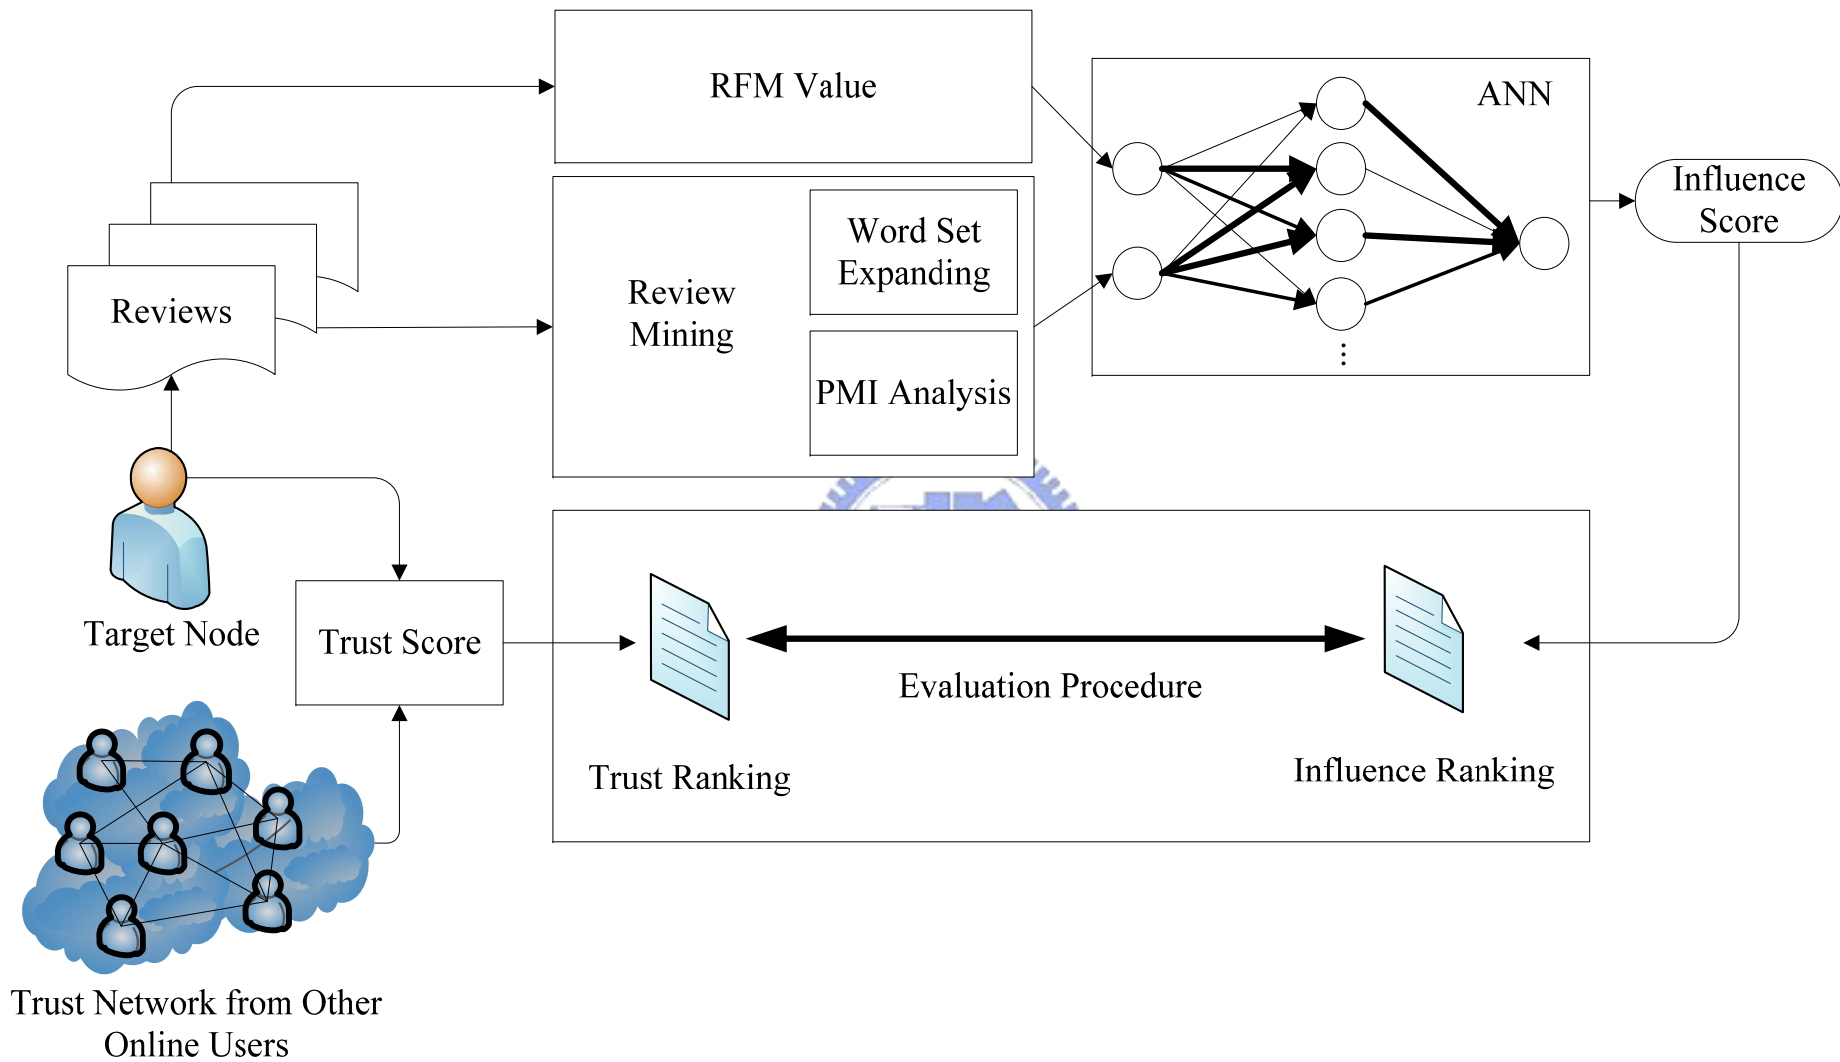 RFM Value
ANN
Influence
Score
Word Set
Expanding
Review
Mining
Reviews
PMI Analysis
Target Node
Trust Score
Evaluation Procedure
Trust Ranking
Influence Ranking
Trust Network from Other
Online Users